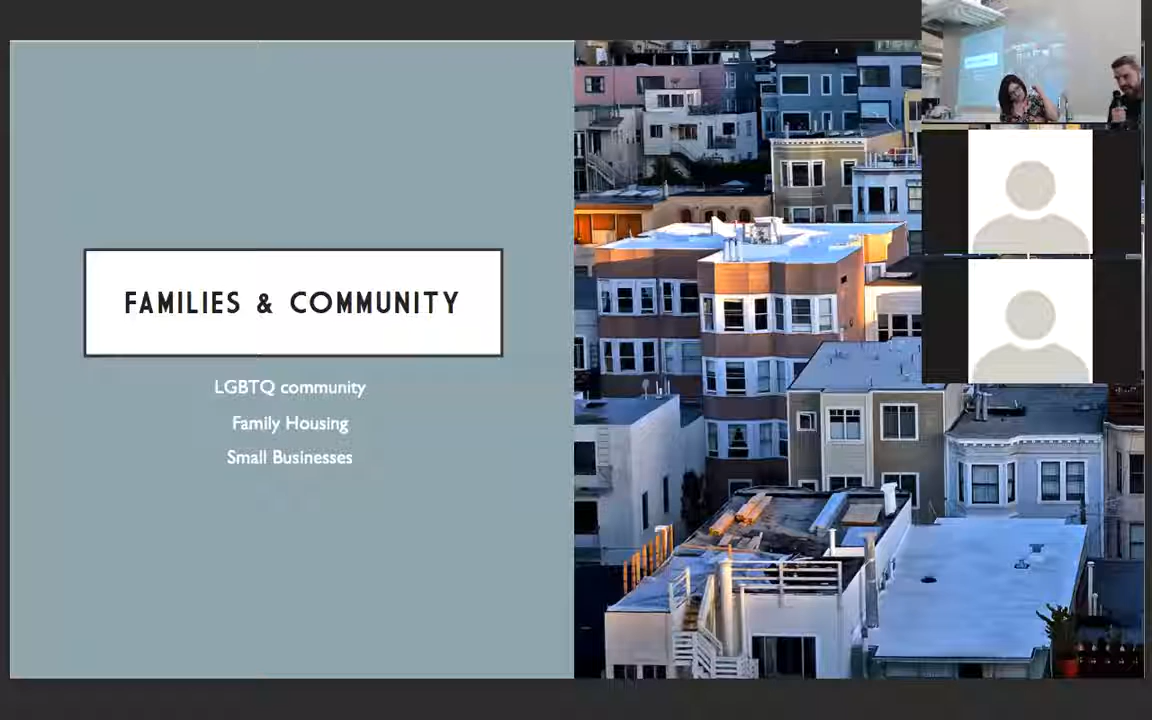 FAMILIES & COMMUNITY
LGBTQ community
Family Housing
Small Businesses